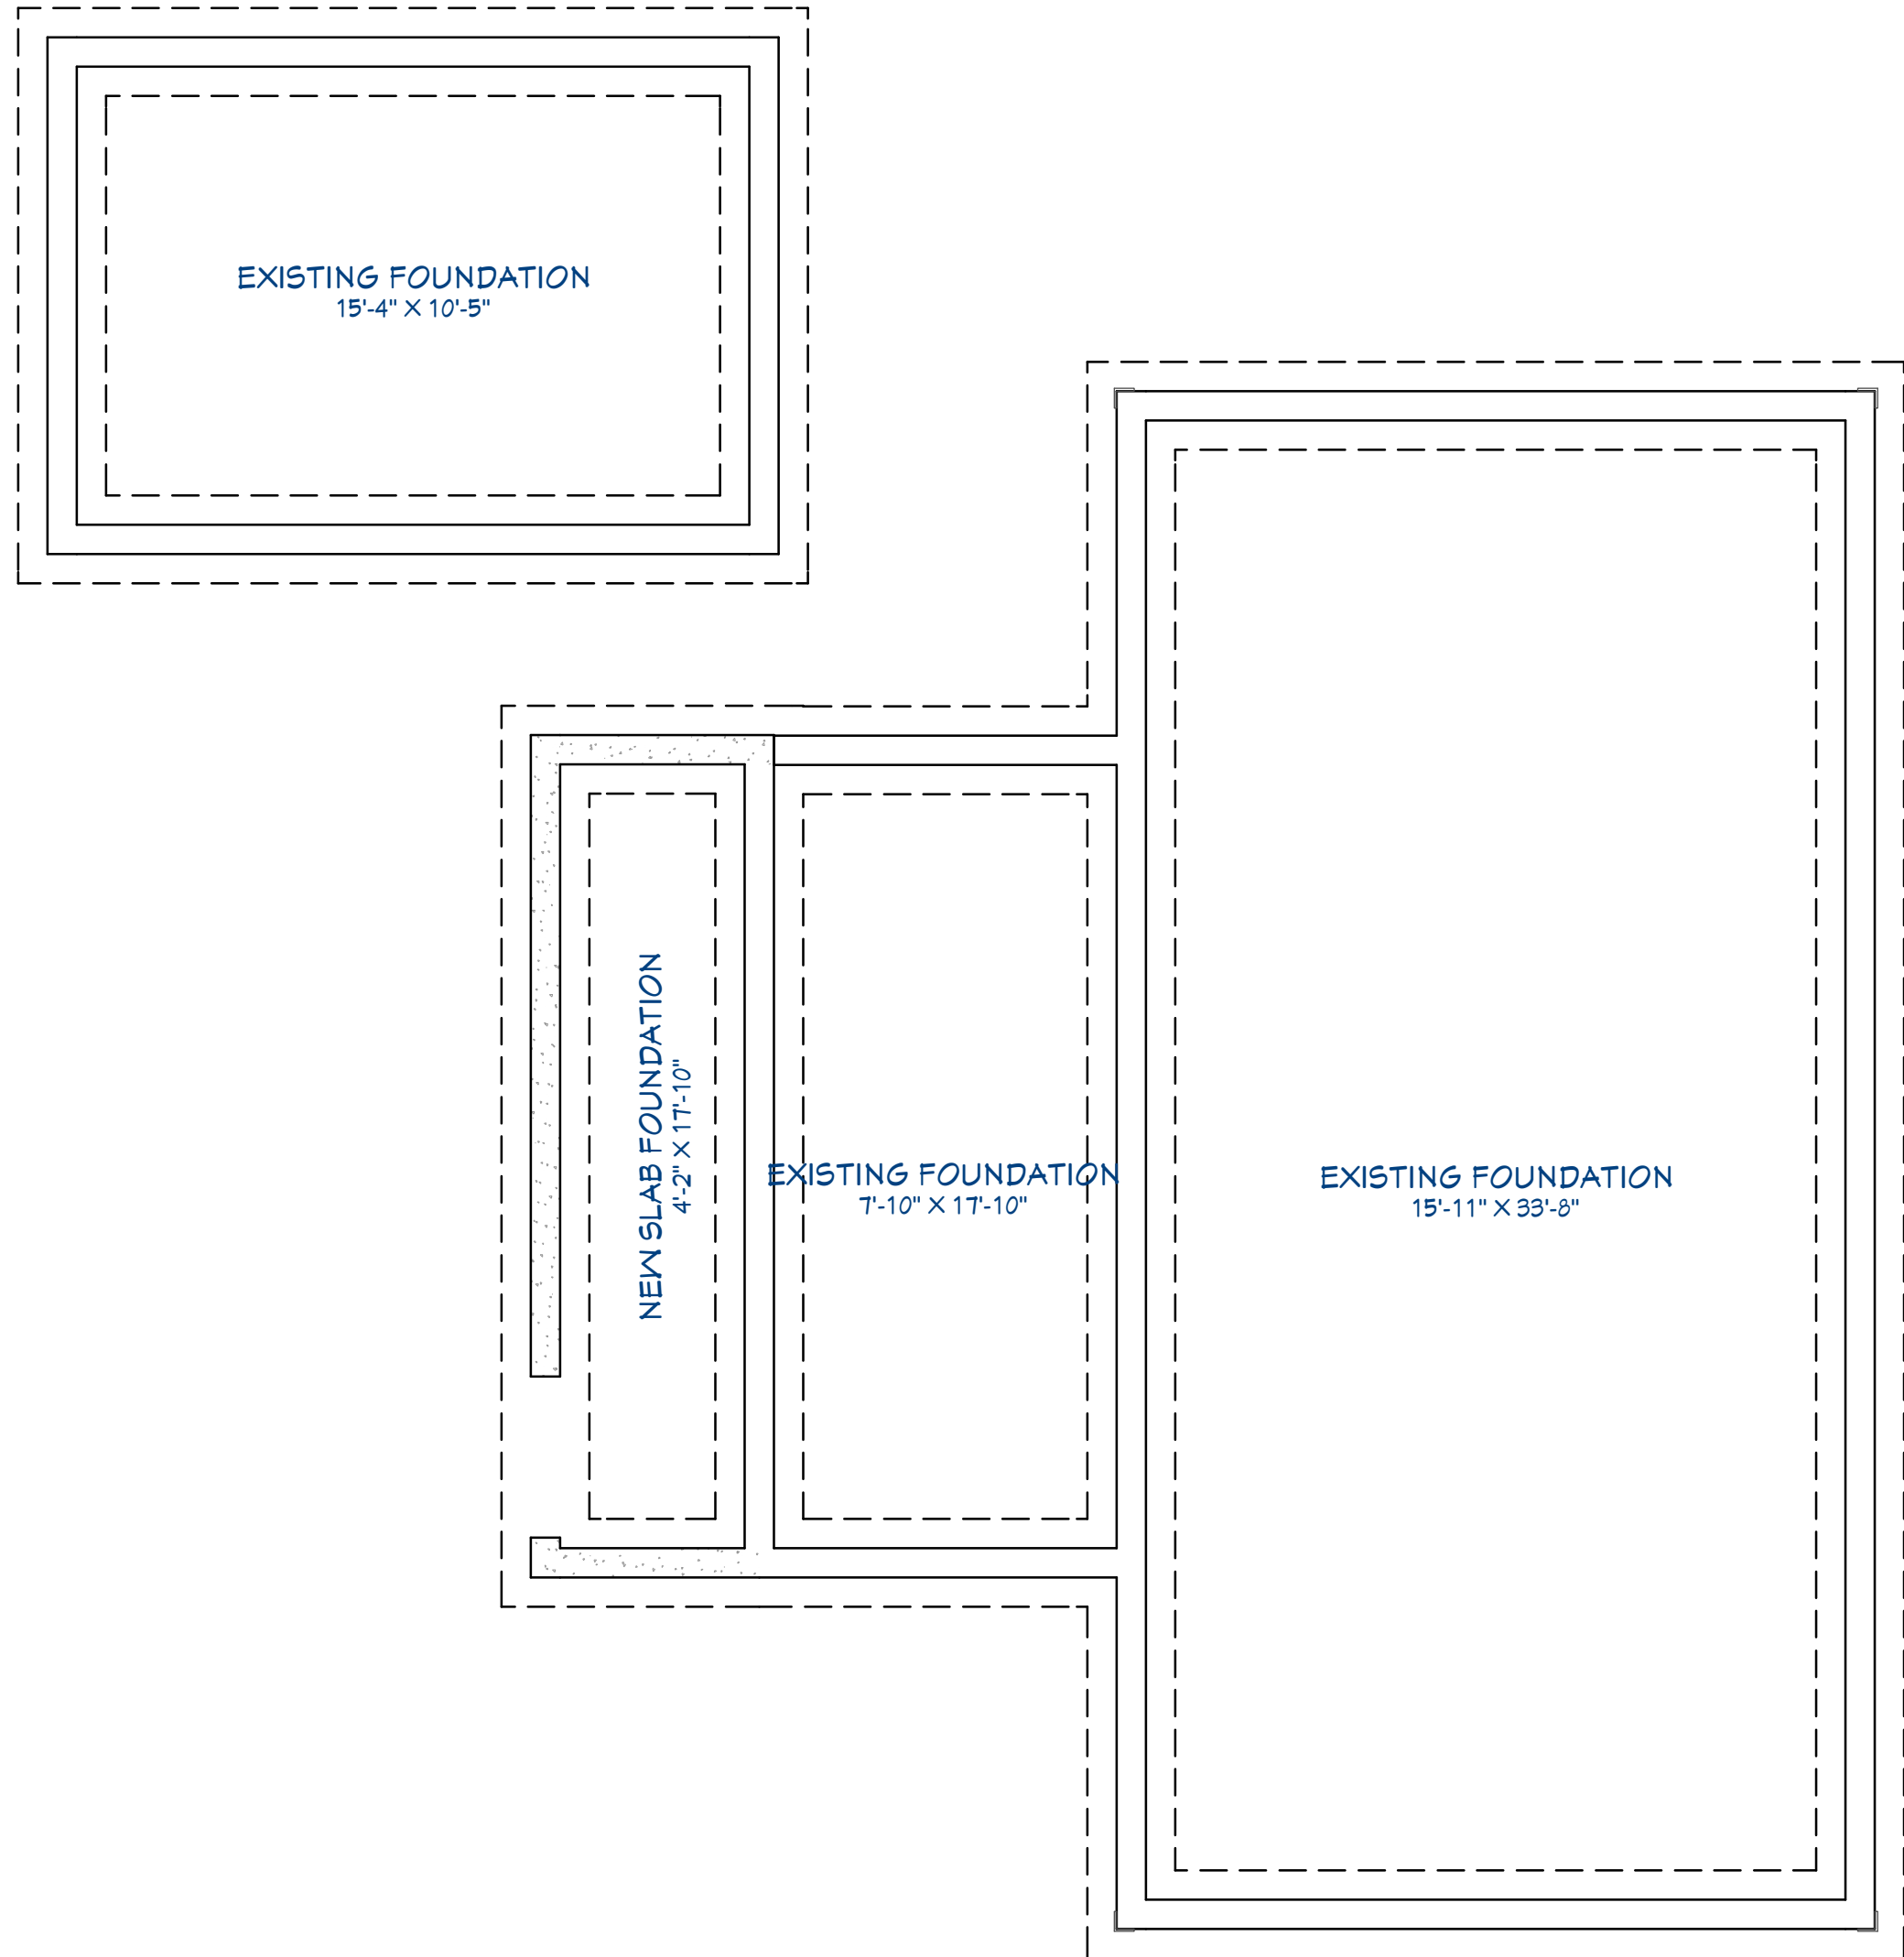 EXISTING FOUNDATION
15'-4" X 10'-5"
NEW SLAB FOUNDATION
4'-2" X 17'-10"
EXISTING FOUNDATION
7'-10" X 17'-10"
EXISTING FOUNDATION
15'-11" X 33'-8"